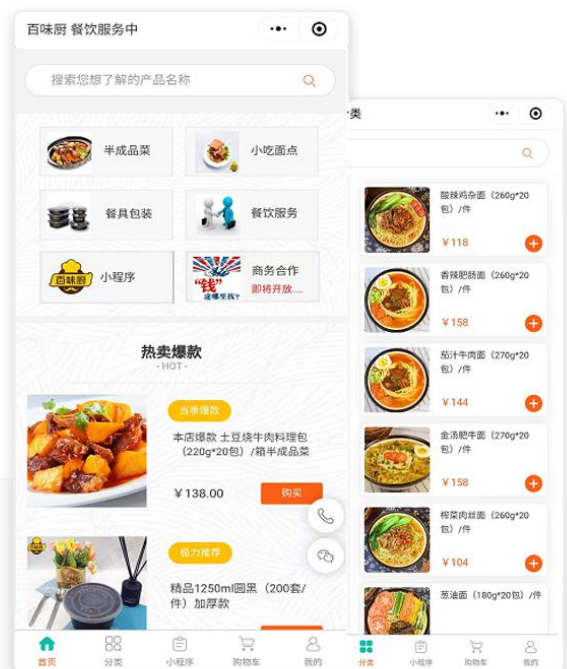 百味厨 餐饮服务中
搜索您想了解的产品名称
半成品菜
小吃面点
餐具包装
餐饮服务
百味厨
小程序
"钱"
这哪里找?
商务合作
即将开放....
热卖爆款
- HOT -
当季爆款
本店爆款 土豆烧牛肉料理包
（220g*20包）/箱半成品菜
￥138.00
购买
极力推荐
精品1250ml圆黑（200套/
件）加厚款
首页
分类
小程序
购物车
我的
类
酸辣鸡杂面（260g*20
包）/件
￥118
香辣肥肠面（260g*20
包）/件
￥158
茄汁牛肉面（270g*20
包）/件
￥144
金汤肥牛面（270g*20
包）/件
￥158
榨菜肉丝面（260g*20
包）/件
￥104
葱油面（180g*20包）/件
分类
小程序
购物车
我的